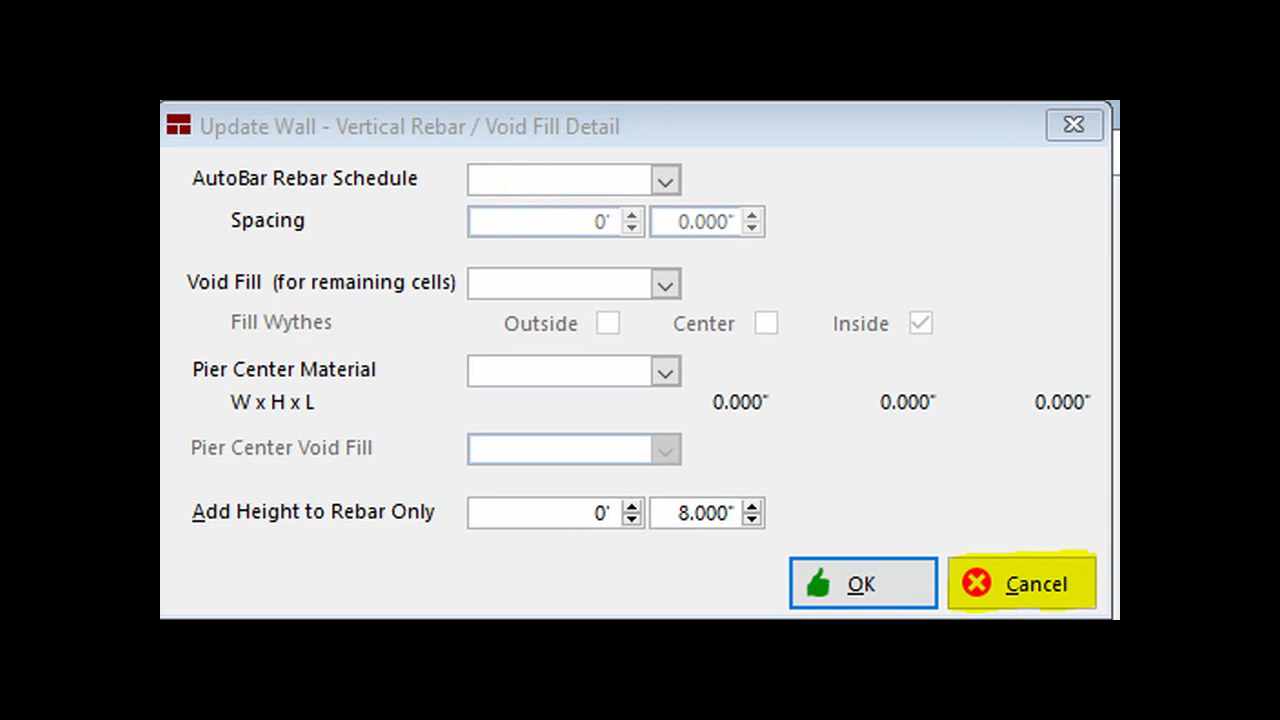 Update Wall - Vertical Rebar / Void Fill Detail
AutoBar Rebar Schedule
Spacing 0' 0.000"
Void Fill (for remaining cells)
Fill Wythes Outside Center Inside
Pier Center Material
W x H x L 0.000" 0.000" 0.000"
Pier Center Void Fill
Add Height to Rebar Only 0' 8.000"
OK Cancel